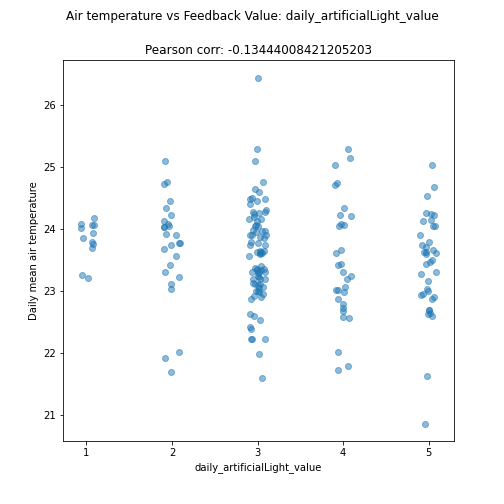 Air temperature vs Feedback Value: daily_artificialLight_value
Pearson corr: -0.13444008421205203
26
25
24
23
22
21
Daily mean air temperature
1 2 3 4 5
daily_artificialLight_value